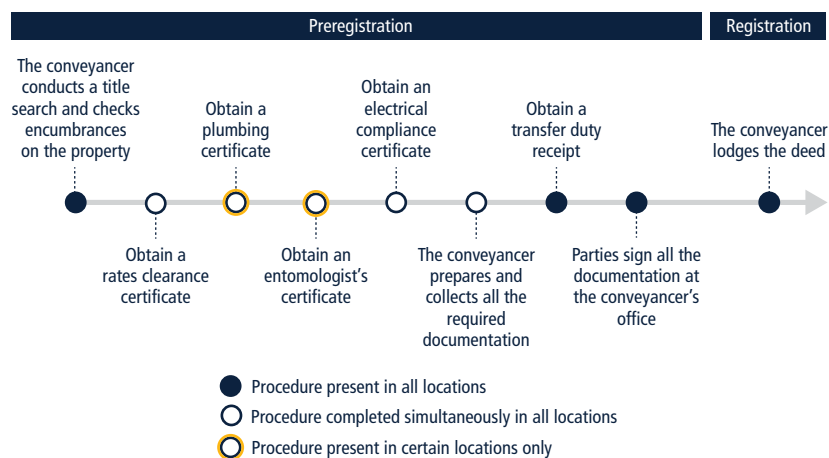 Preregistration
Registration
The conveyancer
conducts a title
search and checks
encumbrances
on the property
Obtain a
rates clearance
certificate
Obtain a
plumbing
certificate
Obtain an
entomologist's
certificate
Obtain an
electrical
compliance
certificate
The conveyancer
prepares and
collects all the
required
documentation
Obtain a
transfer duty
receipt
Parties sign all the
documentation at
the conveyancer's
office
The conveyancer
lodges the deed
Procedure present in all locations
Procedure completed simultaneously in all locations
Procedure present in certain locations only